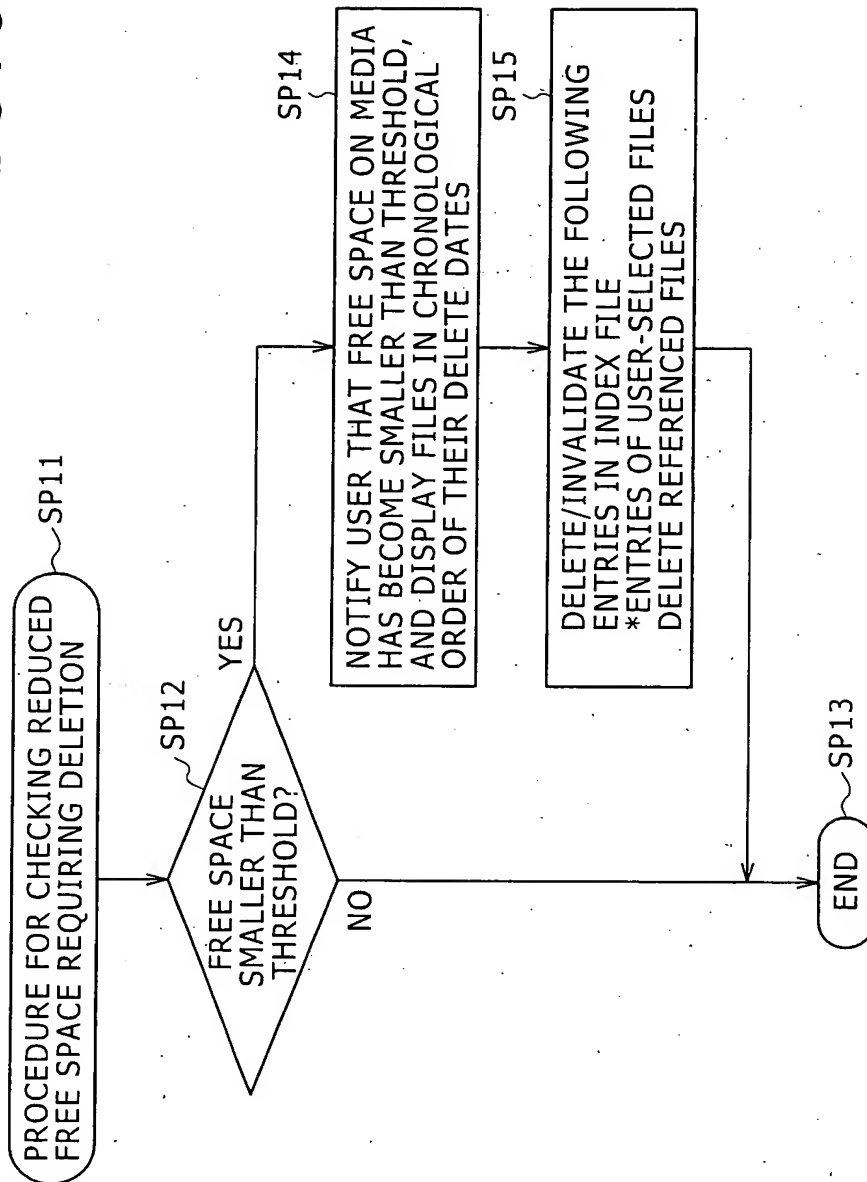 PROCEDURE FOR CHECKING REDUCED
FREE SPACE REQUIRING DELETION
SP11
SP12
FREE SPACE
SMALLER THAN
THRESHOLD?
YES
NO
SP14
NOTIFY USER THAT FREE SPACE ON MEDIA
HAS BECOME SMALLER THAN THRESHOLD,
AND DISPLAY FILES IN CHRONOLOGICAL
ORDER OF THEIR DELETE DATES
SP15
DELETE/INVALIDATE THE FOLLOWING
ENTRIES IN INDEX FILE
*ENTRIES OF USER-SELECTED FILES
DELETE REFERENCED FILES
END
SP13